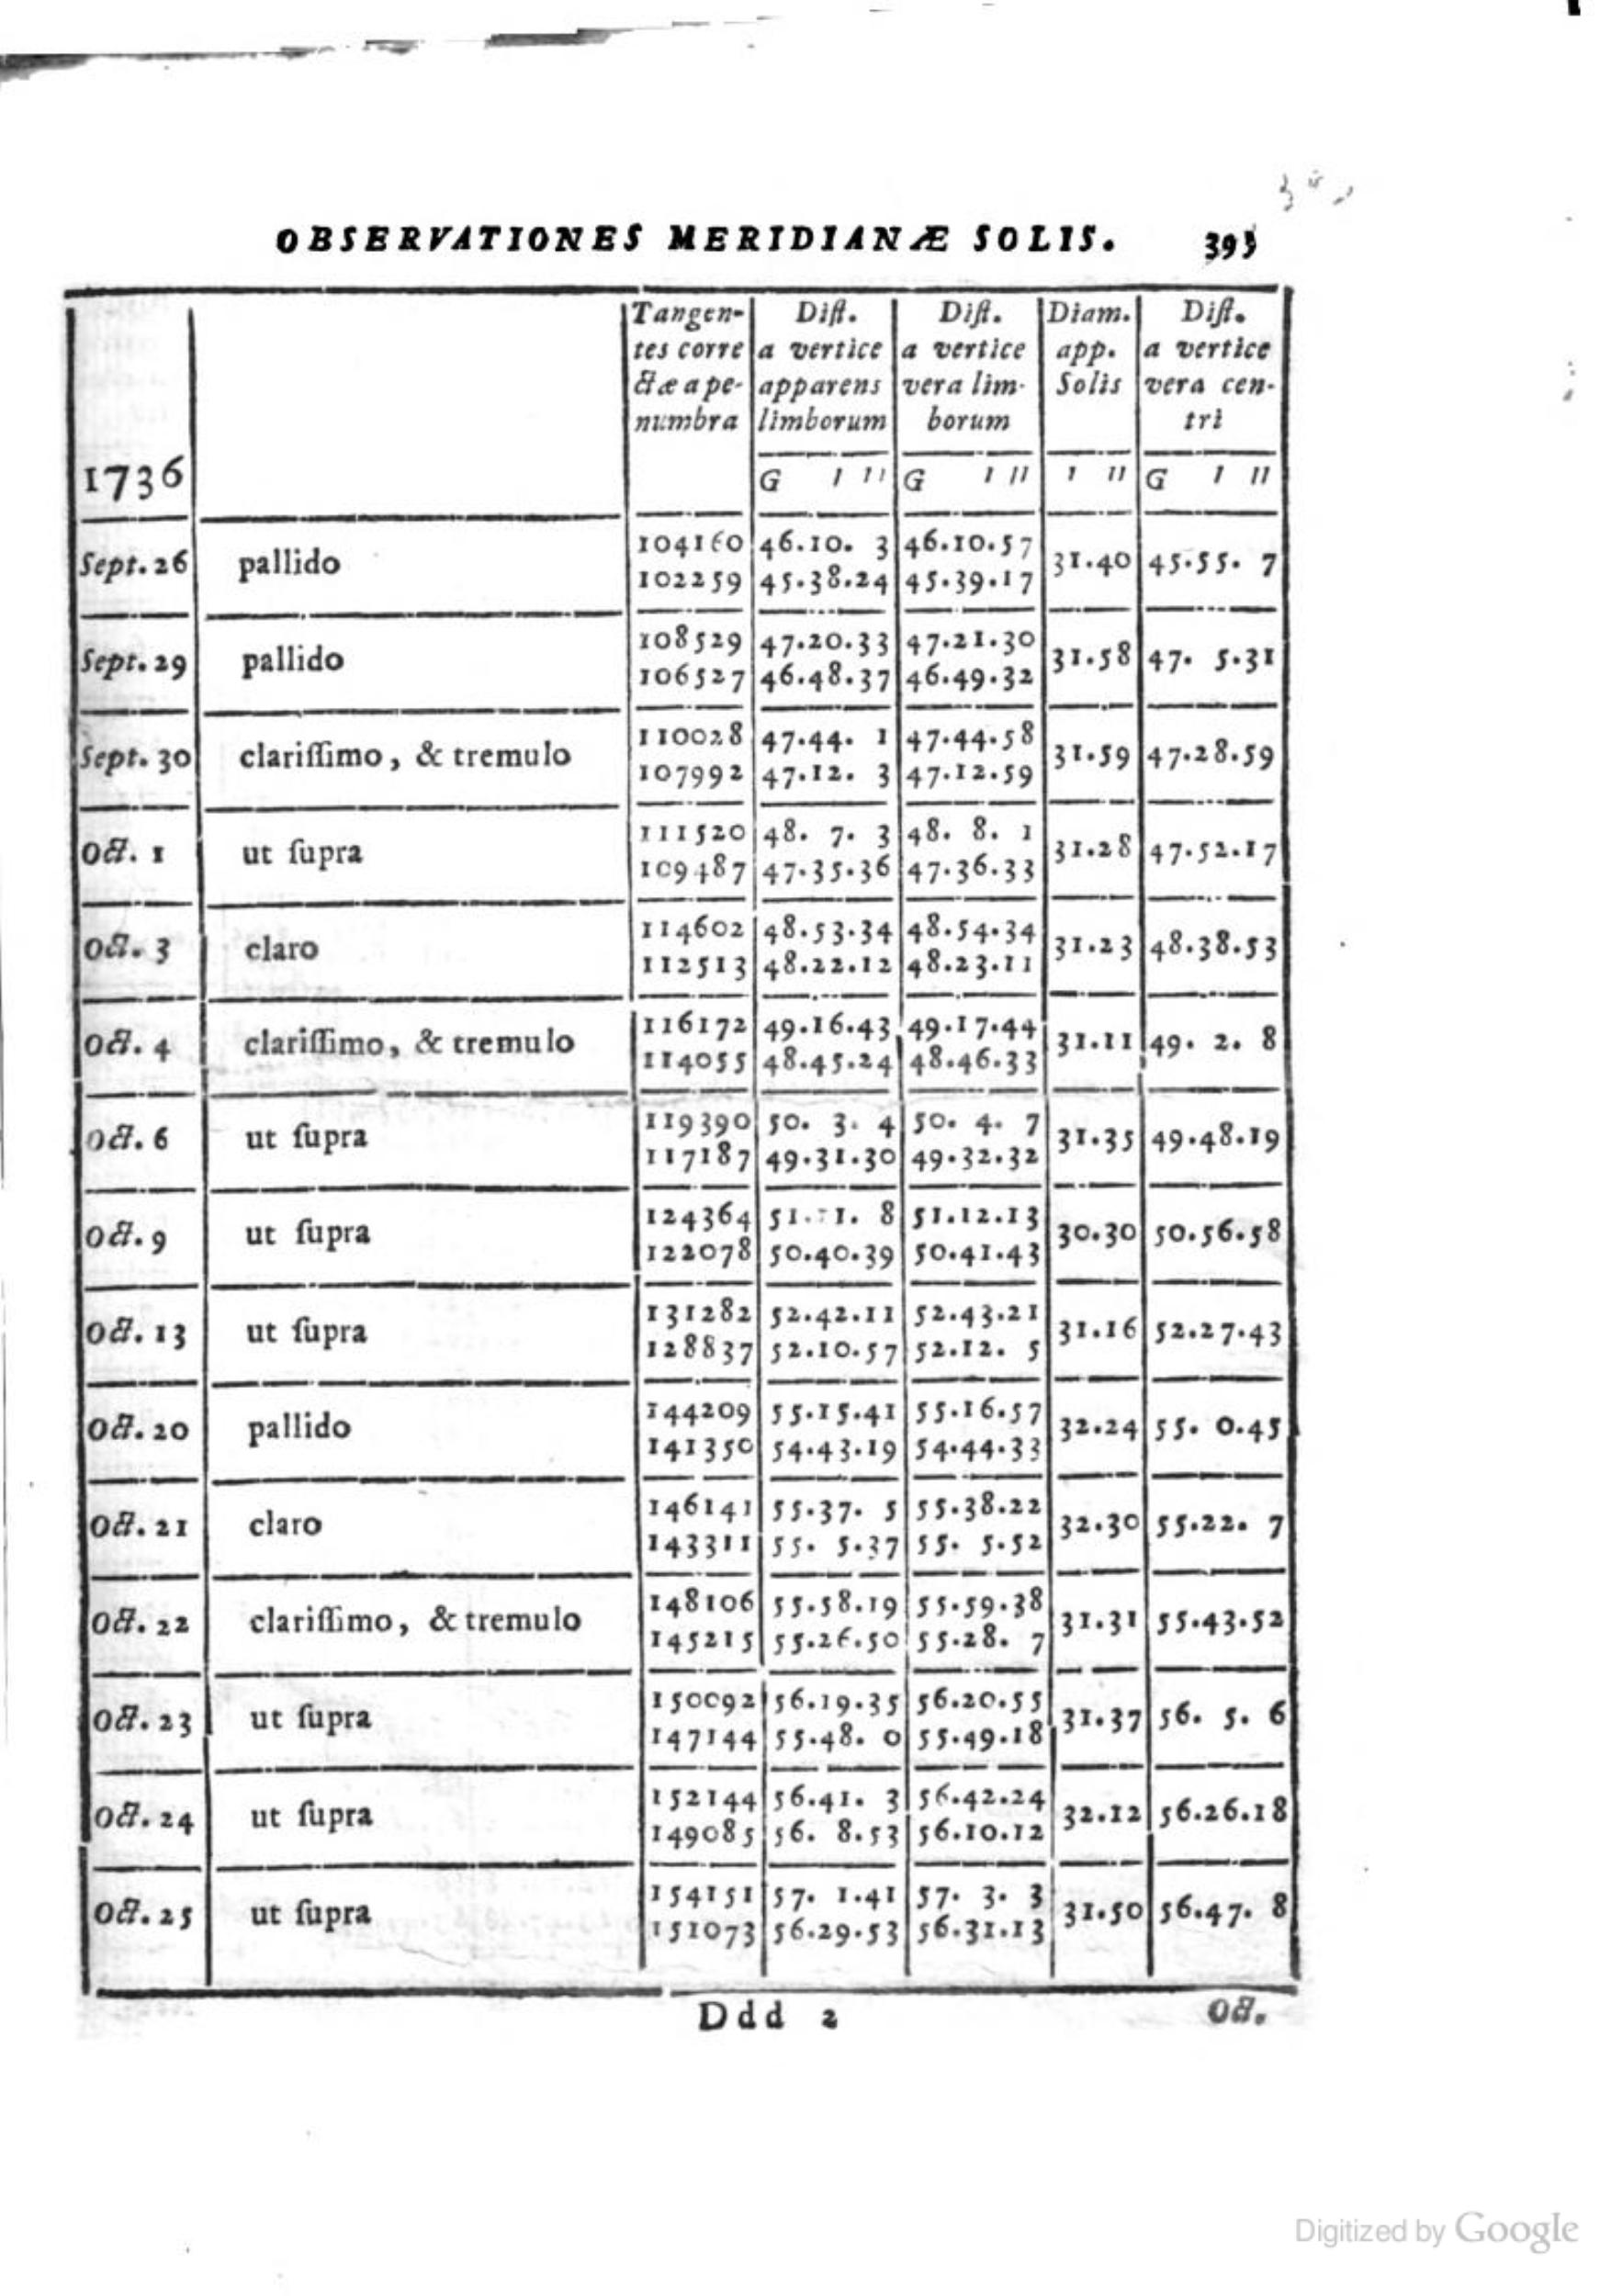 OBSERVATIONES MERIDIANÆ SOLIS. 395
1736
Tangen-
tes corre
ctæ a pe-
numbra
Dist.
a vertice
apparens
limborum
G I II
Dist.
a vertice
vera lim-
borum
G I II
Diam.
app.
Solis
I II
Dist.
a vertice
vera cen-
tri
G I II
Sept. 26 pallido 104160 46.10. 3 46.10.57 31.40 45.55. 7
102259 45.38.24 45.39.17
Sept. 29 pallido 108529 47.20.33 47.21.30 31.58 47. 5.31
106527 46.48.37 46.49.32
Sept. 30 clarissimo, & tremulo 110028 47.44. 1 47.44.58 31.59 47.28.59
107992 47.12. 3 47.12.59
Oct. 1 ut supra 111520 48. 7. 3 48. 8. 1 31.28 47.52.17
109487 47.35.36 47.36.33
Oct. 3 claro 114602 48.53.34 48.54.34 31.23 48.38.53
112513 48.22.12 48.23.11
Oct. 4 clarissimo, & tremulo 116172 49.16.43 49.17.44 31.11 49. 2. 8
114055 48.45.24 48.46.33
Oct. 6 ut supra 119390 50. 3. 4 50. 4. 7 31.35 49.48.19
117187 49.31.30 49.32.32
Oct. 9 ut supra 124364 51.11. 8 51.12.13 30.30 50.56.58
122078 50.40.39 50.41.43
Oct. 13 ut supra 131282 52.42.11 52.43.21 31.16 52.27.43
128837 52.10.57 52.12. 5
Oct. 20 pallido 144209 55.15.41 55.16.57 32.24 55. 0.45
141350 54.43.19 54.44.33
Oct. 21 claro 146141 55.37. 5 55.38.22 32.30 55.22. 7
143311 55. 5.37 55. 5.52
Oct. 22 clarissimo, & tremulo 148106 55.58.19 55.59.38 31.31 55.43.52
145215 55.26.50 55.28. 7
Oct. 23 ut supra 150092 56.19.35 56.20.55 31.37 56. 5. 6
147144 55.48. 0 55.49.18
Oct. 24 ut supra 152144 56.41. 3 56.42.24 32.12 56.26.18
149085 56. 8.53 56.10.12
Oct. 25 ut supra 154151 57. 1.41 57. 3. 3 31.50 56.47. 8
151073 56.29.53 56.31.13
Ddd 2 Oct.
Digitized by Google